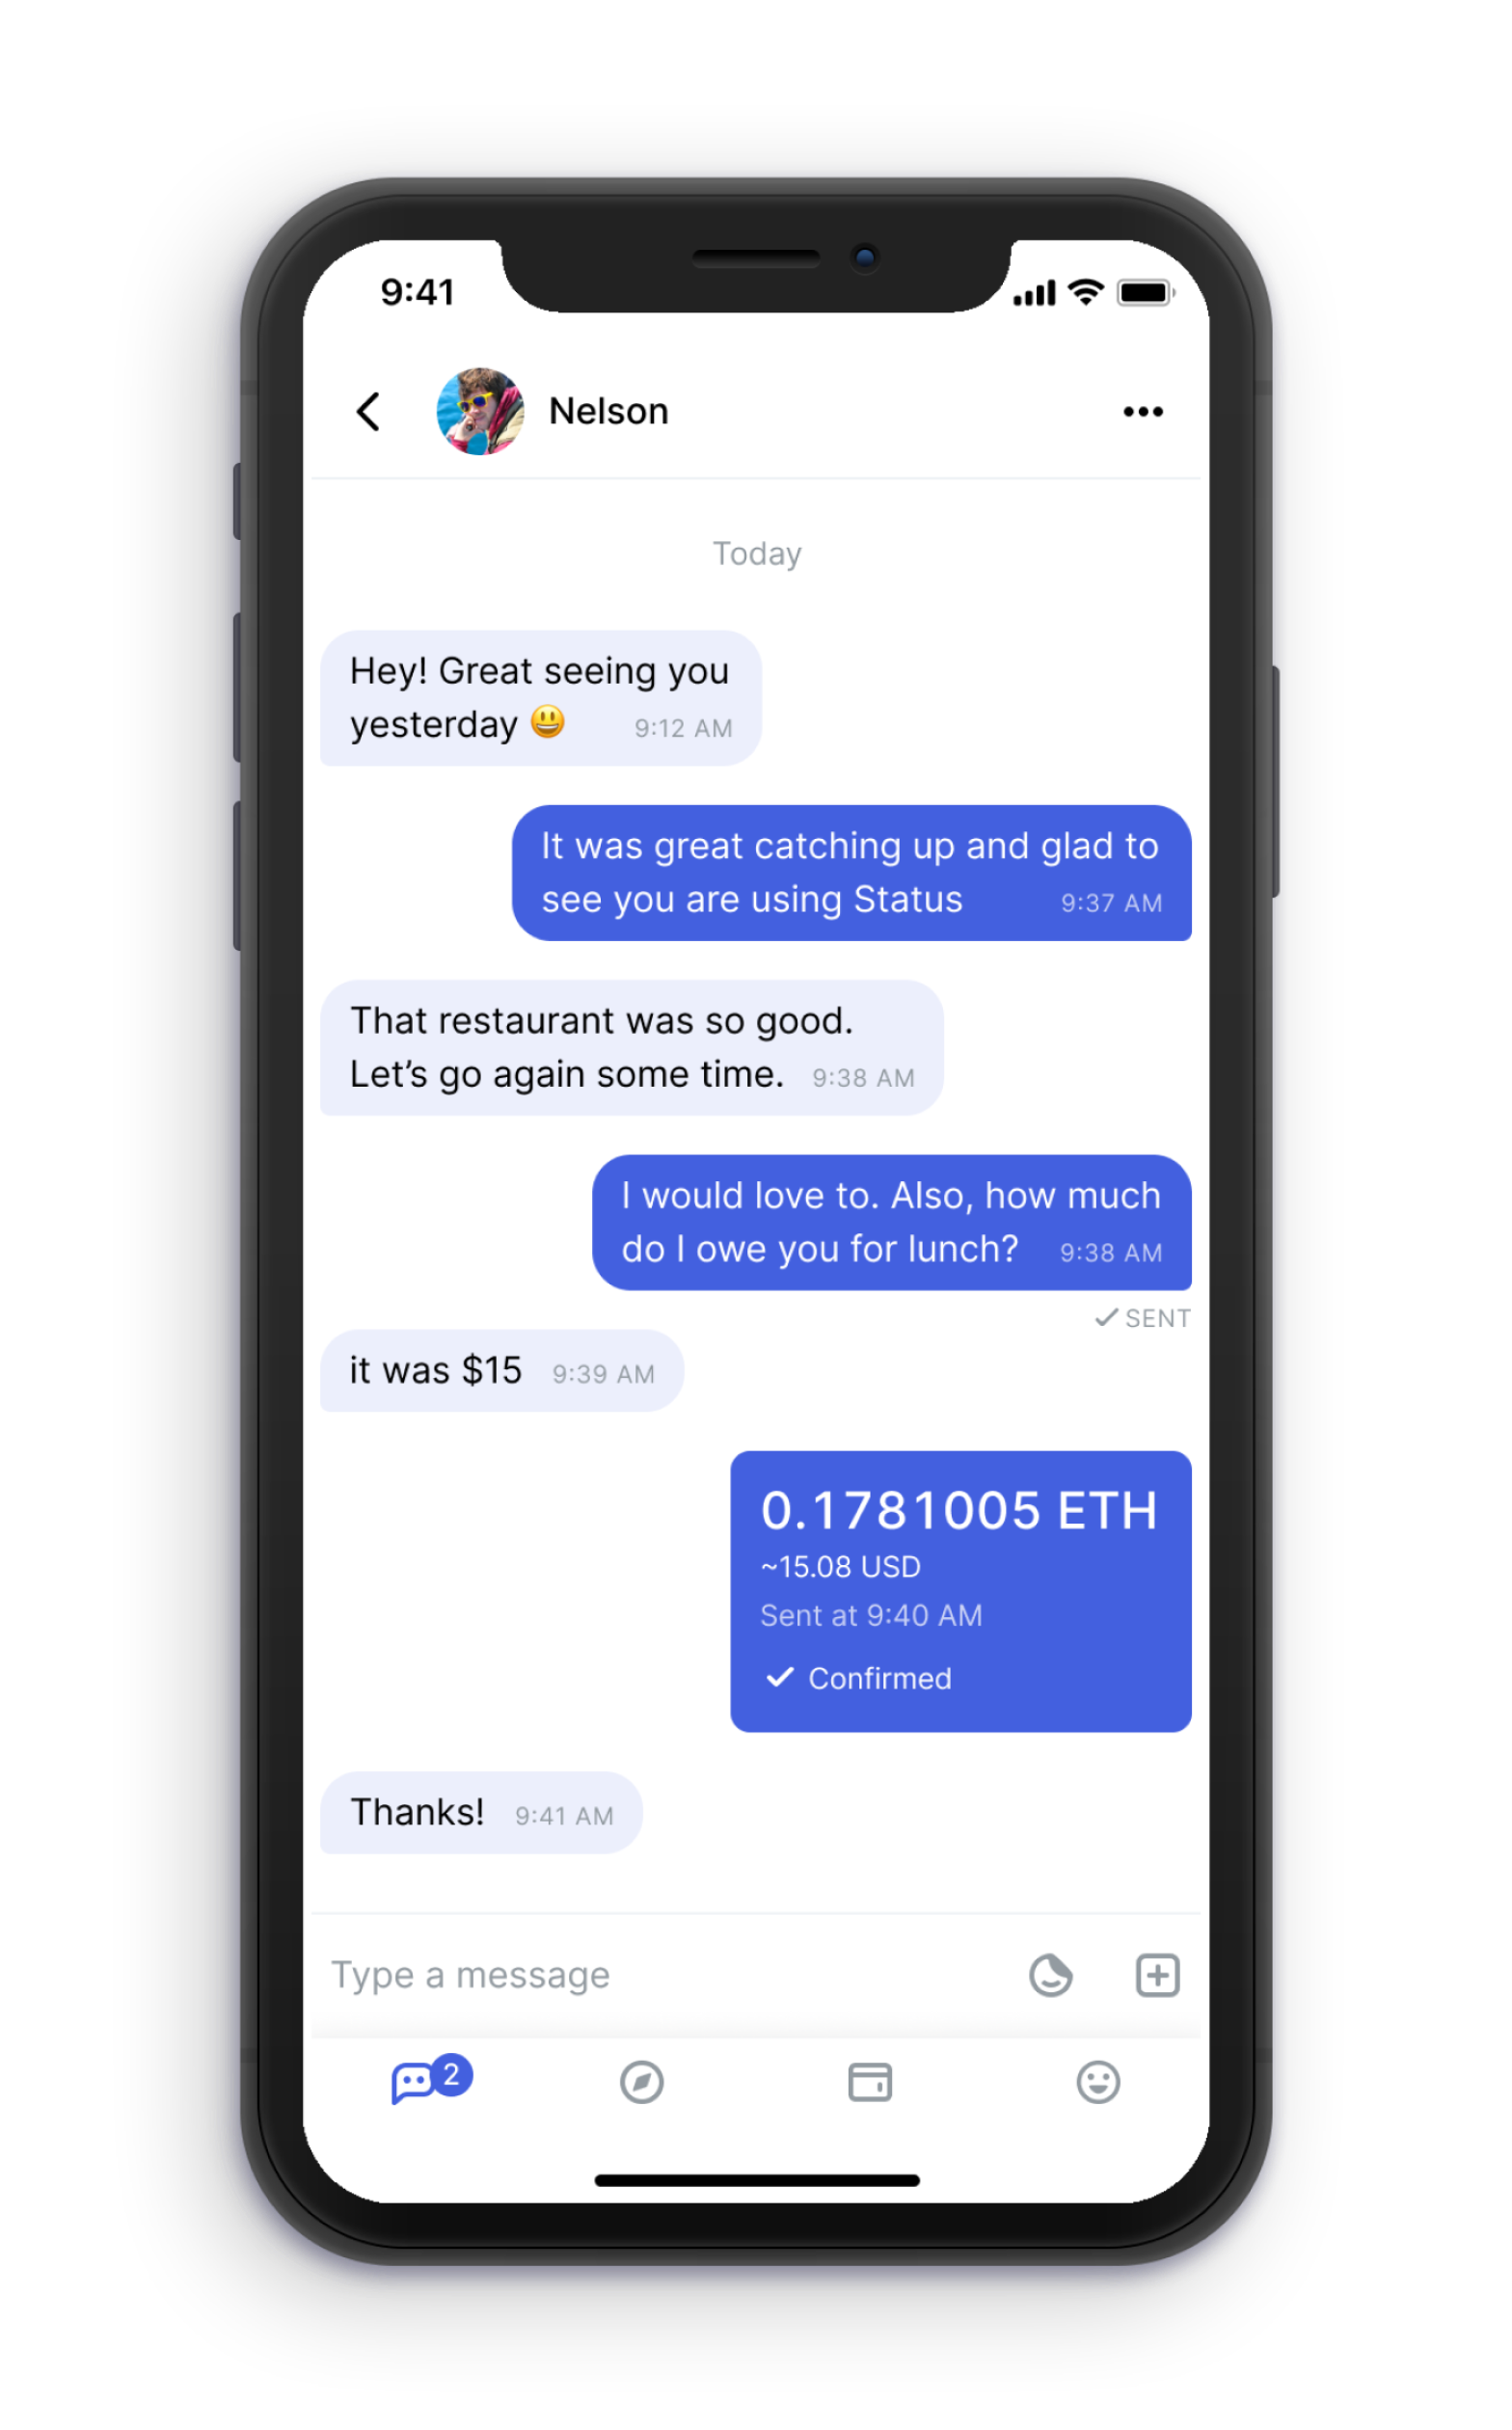 9:41
Nelson
Today
Hey! Great seeing you
yesterday 😃 9:12 AM
It was great catching up and glad to
see you are using Status 9:37 AM
That restaurant was so good.
Let’s go again some time. 9:38 AM
I would love to. Also, how much
do I owe you for lunch? 9:38 AM
✓ SENT
it was $15 9:39 AM
0.1781005 ETH
~15.08 USD
Sent at 9:40 AM
✓ Confirmed
Thanks! 9:41 AM
Type a message
2